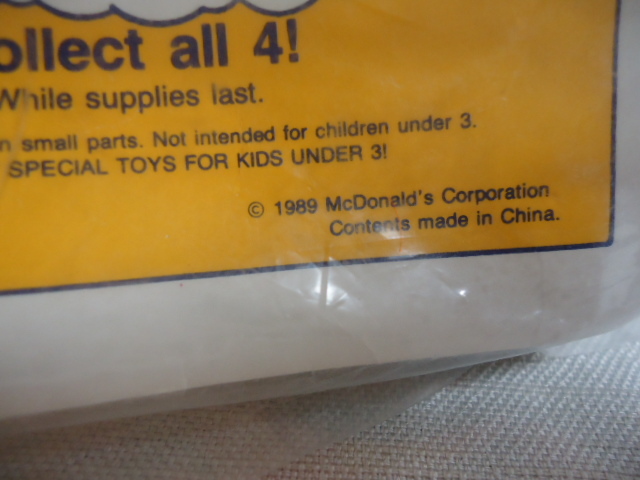 ollect all 4!
While supplies last.
n small parts. Not intended for children under 3.
SPECIAL TOYS FOR KIDS UNDER 3!
© 1989 McDonald's Corporation
Contents made in China.